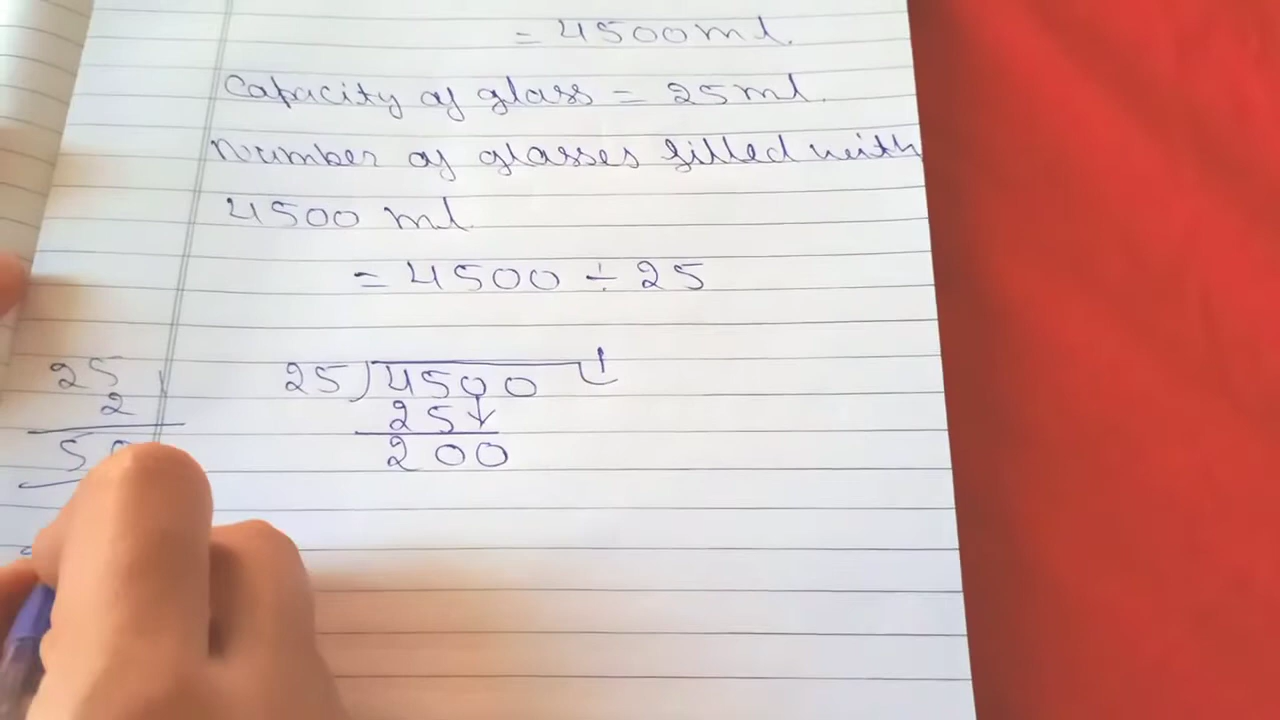 = 4500 ml.
Capacity of glass = 25 ml.
Number of glasses filled with
4500 ml
= 4500 ÷ 25
25
2
25)4500(1
25↓
200